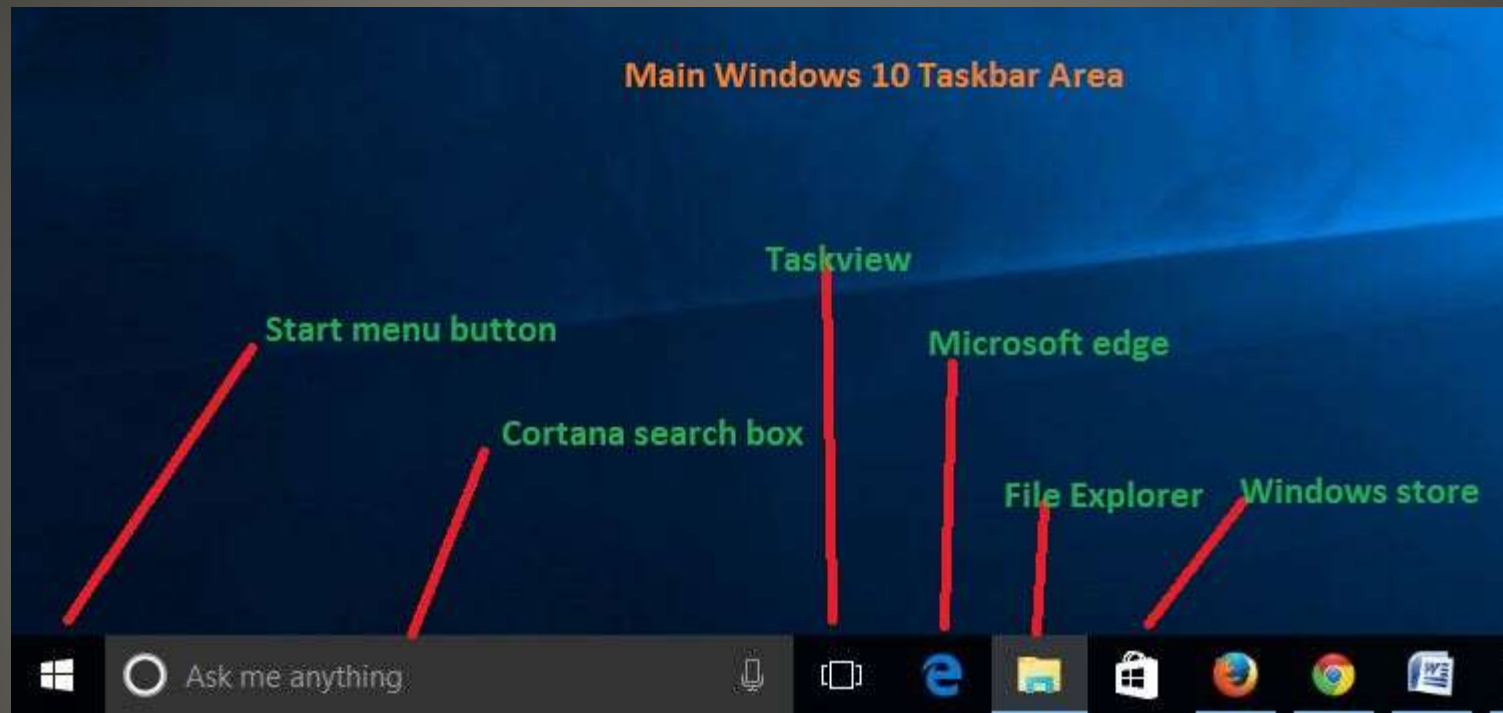 Main Windows 10 Taskbar Area
Taskview
Start menu button
Microsoft edge
Cortana search box
File Explorer
Windows store
Ask me anything